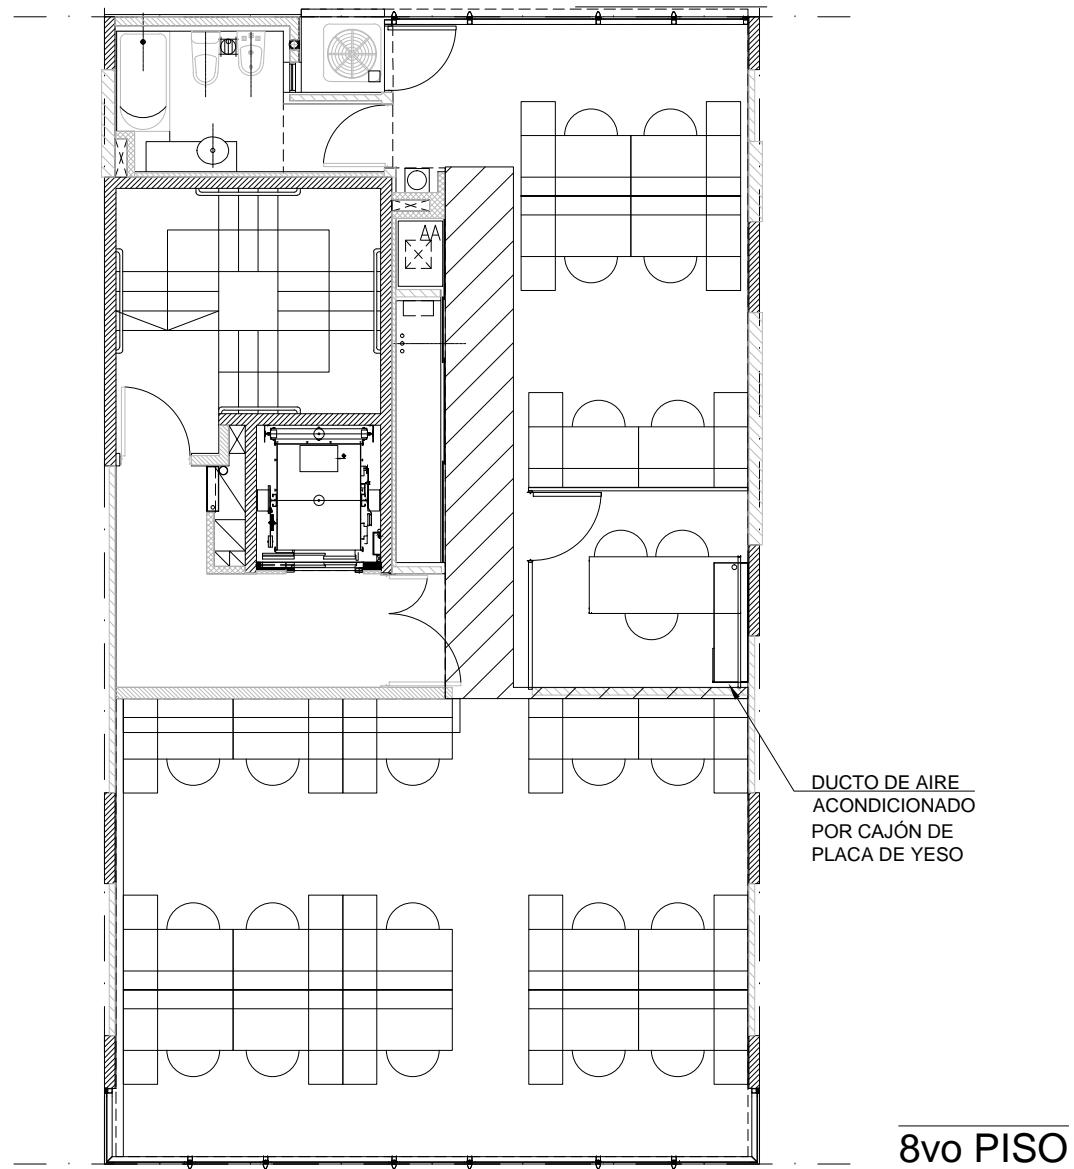 AA
DUCTO DE AIRE
ACONDICIONADO
POR CAJÓN DE
PLACA DE YESO
8vo PISO